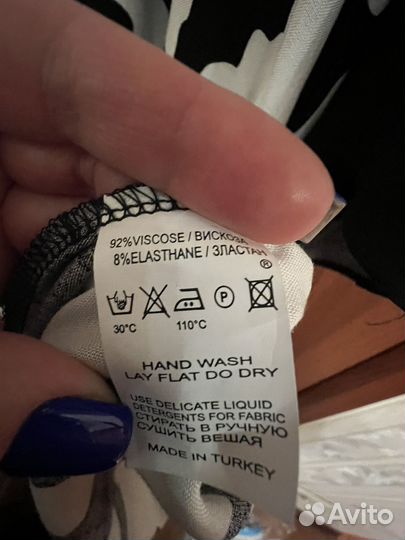 92%VISCOSE / ВИСКОЗА
8%ELASTHANE / ЭЛАСТАН
®
P
30°C 110°C
HAND WASH
LAY FLAT DO DRY
USE DELICATE LIQUID
DETERGENTS FOR FABRIC
СТИРАТЬ В РУЧНУЮ
СУШИТЬ ВЕШАЯ
MADE IN TURKEY
Avito